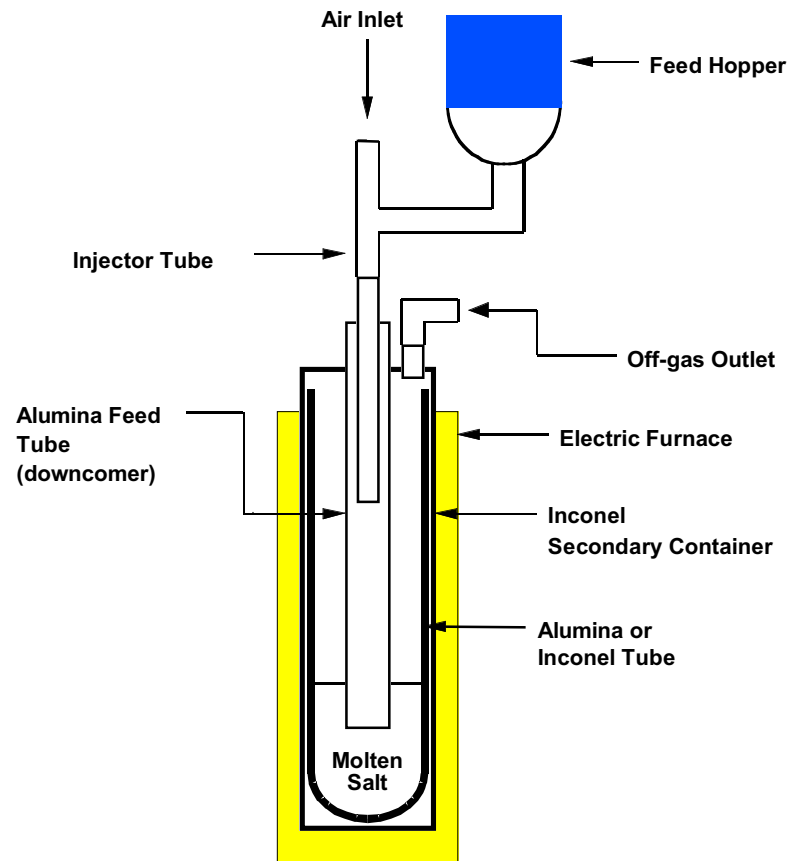 Air Inlet
Feed Hopper
Injector Tube
Off-gas Outlet
Alumina Feed
Tube
(downcomer)
Electric Furnace
Inconel
Secondary Container
Alumina or
Inconel Tube
Molten
Salt